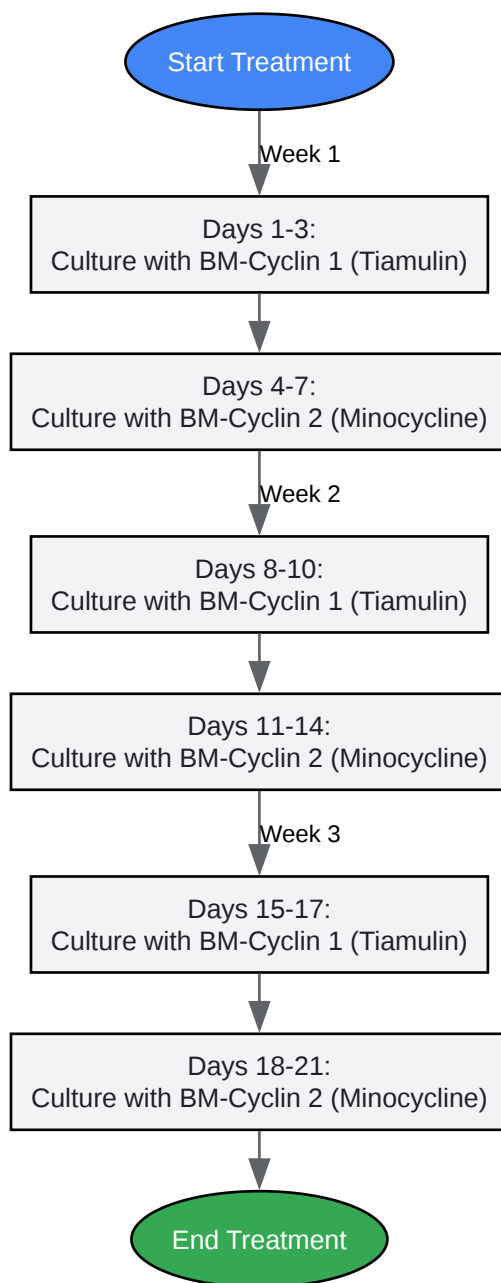 Start Treatment
Week 1
Days 1-3:
Culture with BM-Cyclin 1 (Tiamulin)
Days 4-7:
Culture with BM-Cyclin 2 (Minocycline)
Week 2
Days 8-10:
Culture with BM-Cyclin 1 (Tiamulin)
Days 11-14:
Culture with BM-Cyclin 2 (Minocycline)
Week 3
Days 15-17:
Culture with BM-Cyclin 1 (Tiamulin)
Days 18-21:
Culture with BM-Cyclin 2 (Minocycline)
End Treatment